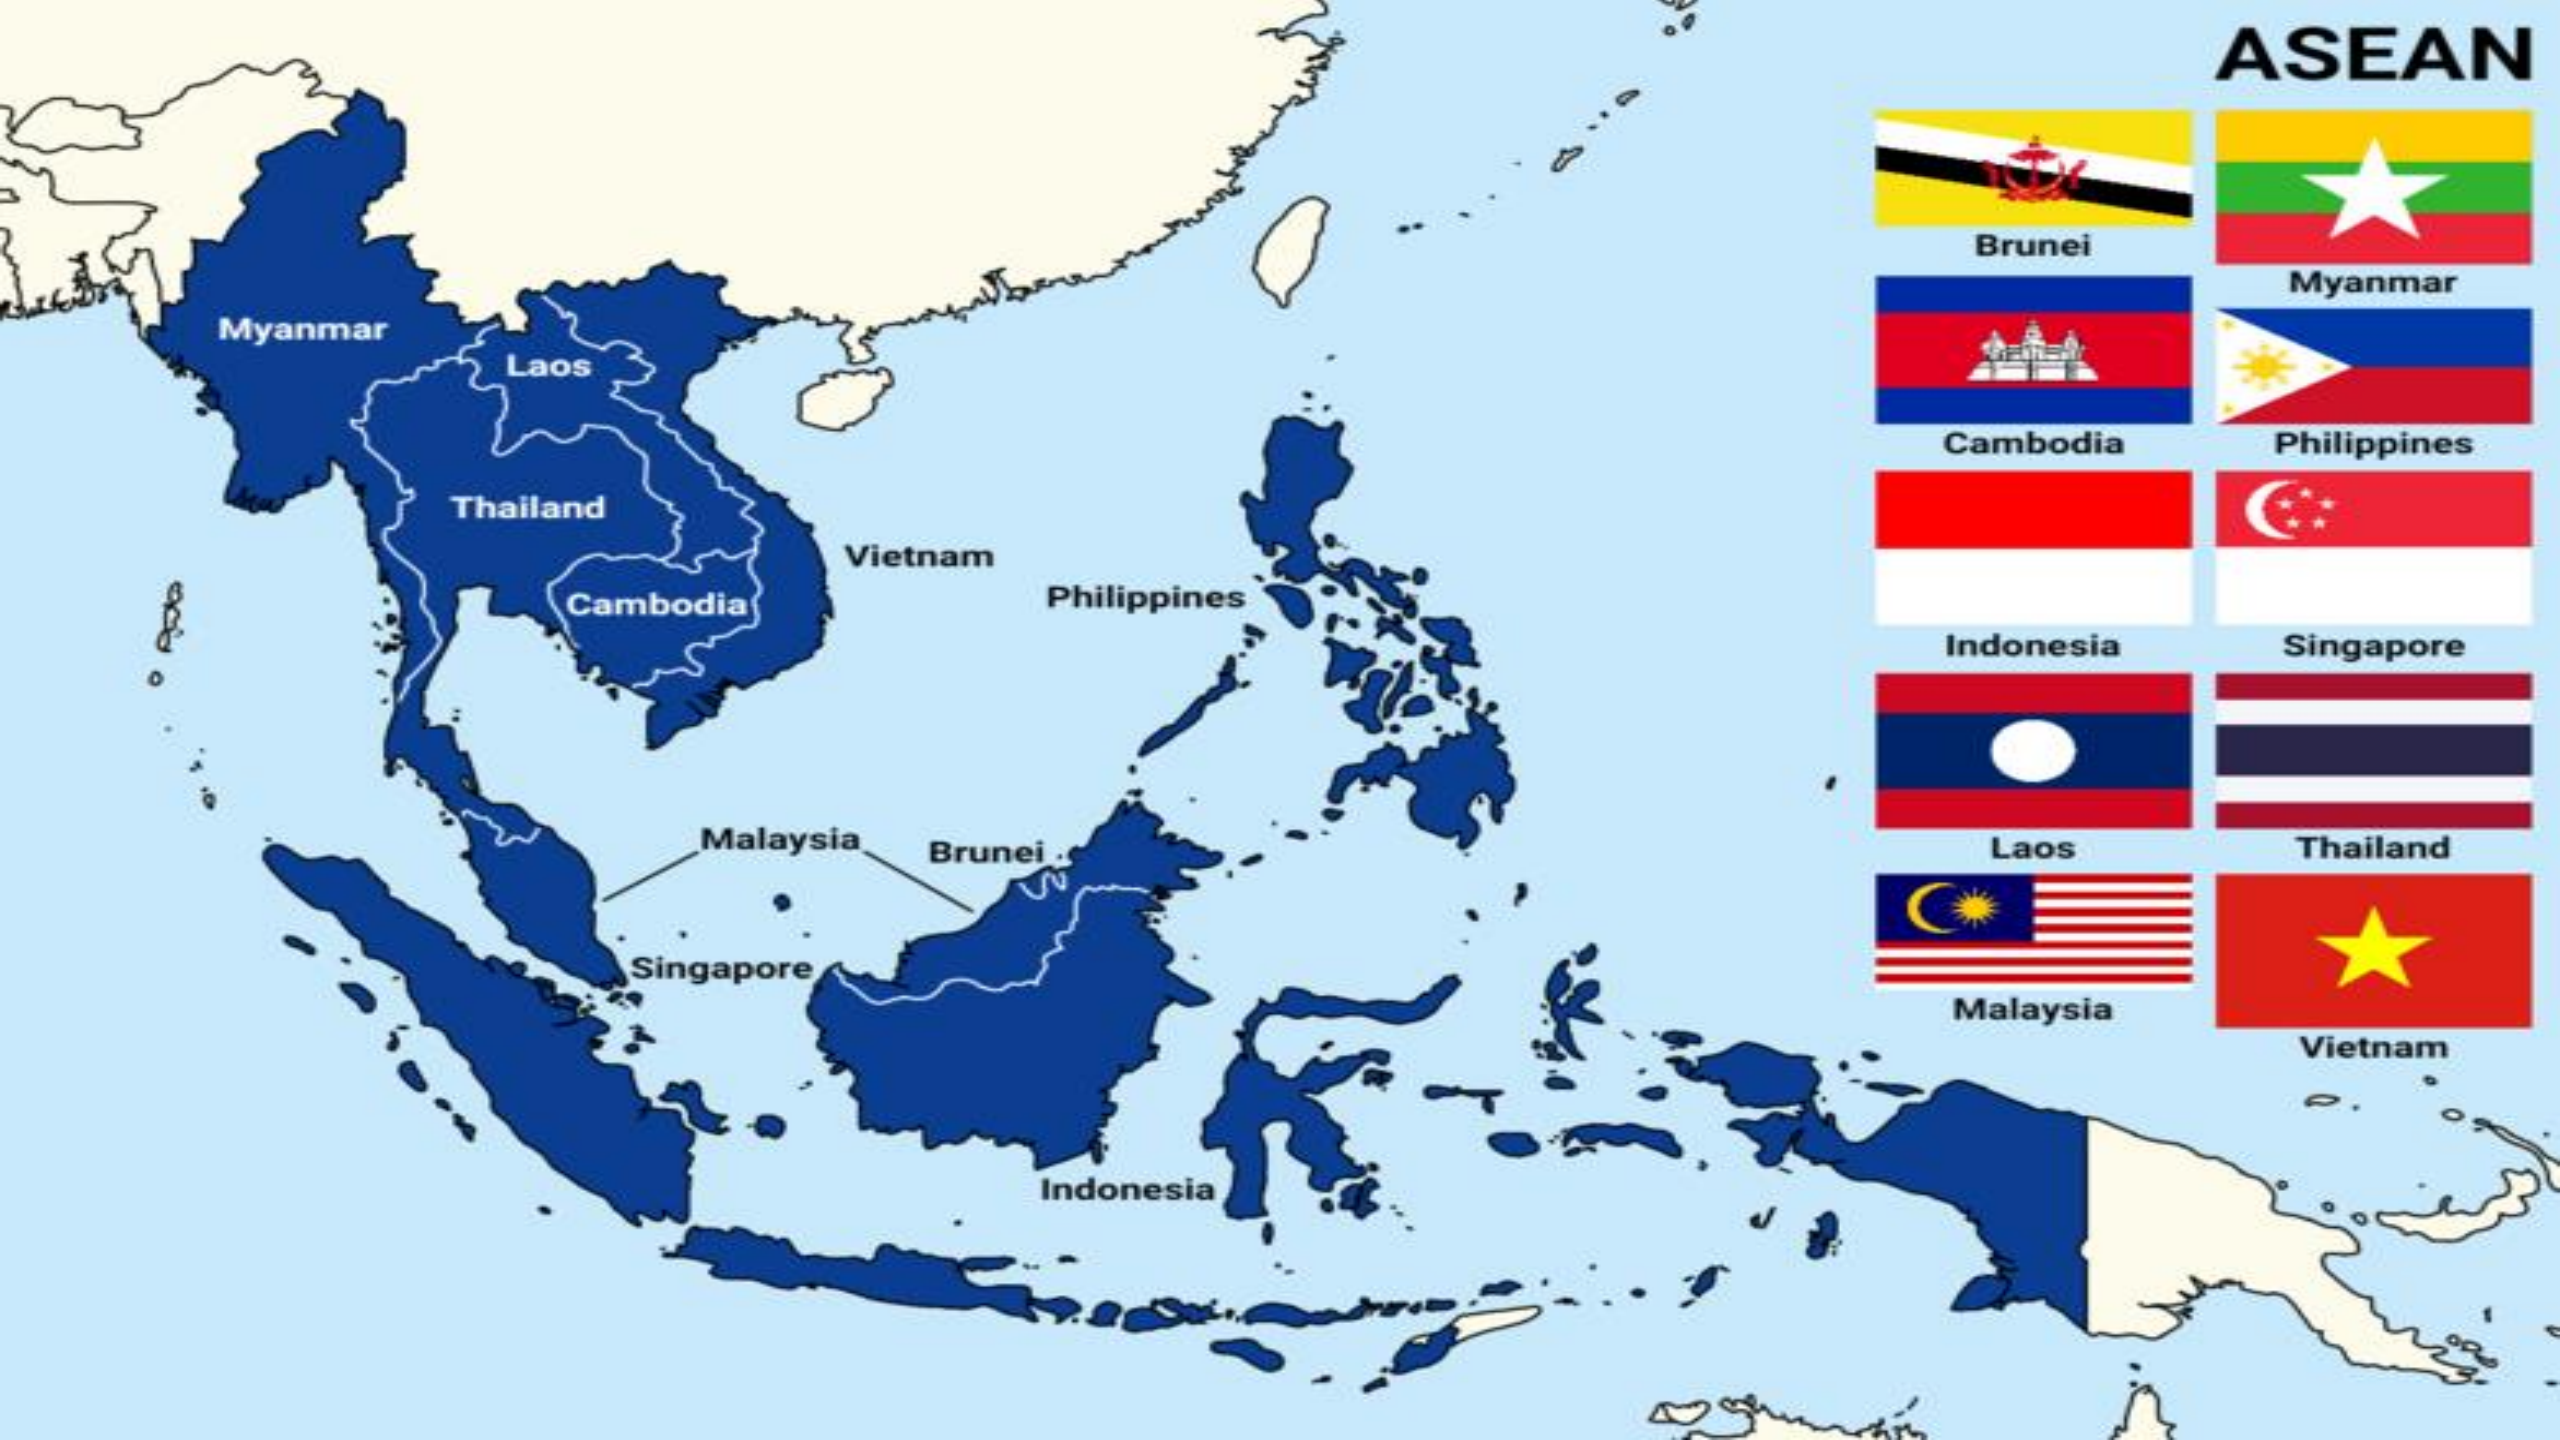 ASEAN
Brunei
Myanmar
Cambodia
Philippines
Indonesia
Singapore
Laos
Thailand
Malaysia
Vietnam
Myanmar
Laos
Thailand
Vietnam
Cambodia
Philippines
Malaysia
Brunei
Singapore
Indonesia